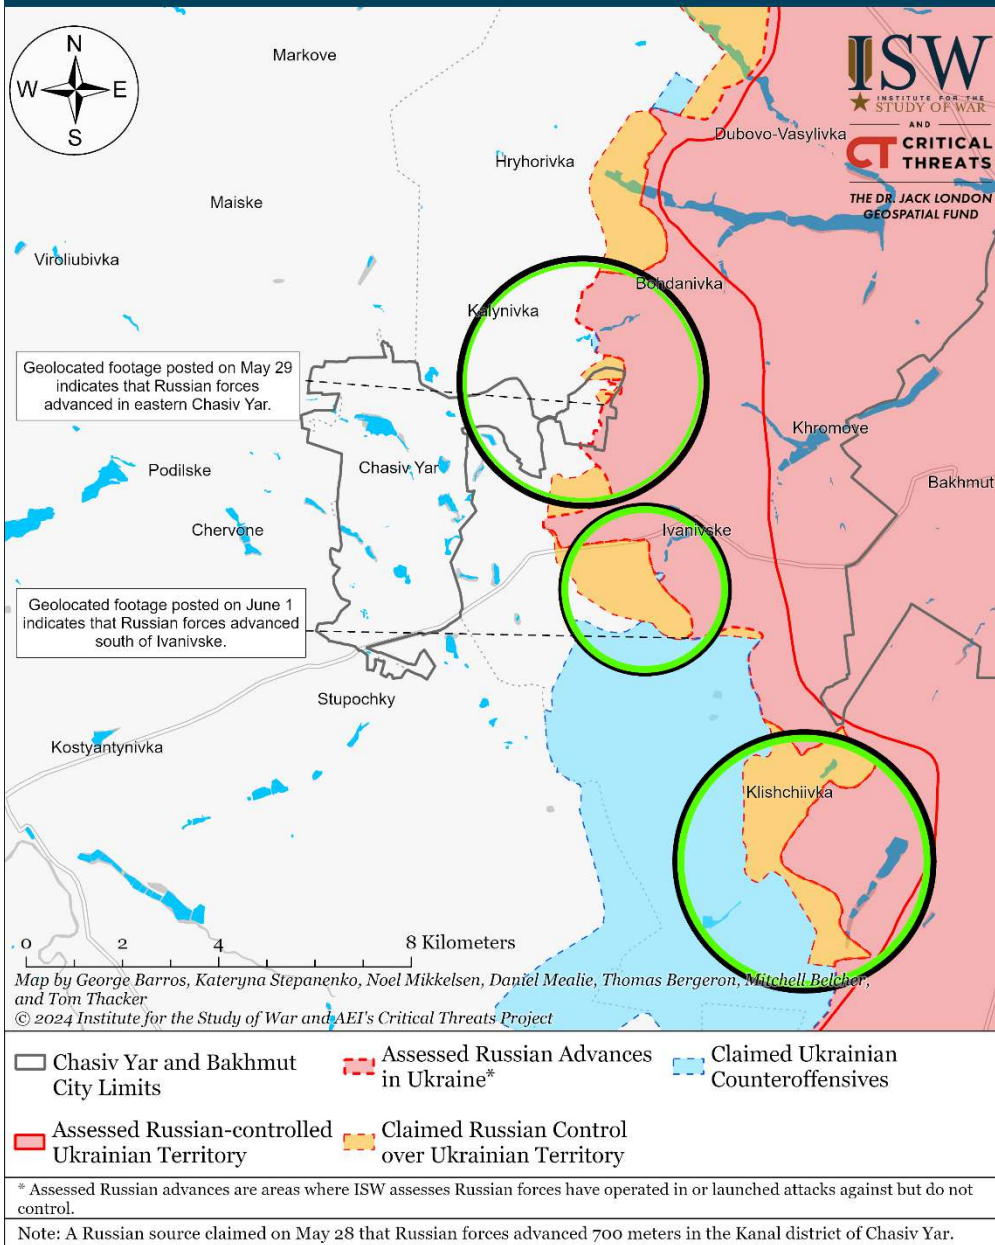 N
W
E
S
ISW
INSTITUTE FOR THE
STUDY OF WAR
AND
CT CRITICAL
THREATS
THE DR. JACK LONDON
GEOSPATIAL FUND
Markove
Dubovo-Vasylivka
Hryhorivka
Maiske
Viroliubivka
Bohdanivka
Kalynivka
Geolocated footage posted on May 29
indicates that Russian forces
advanced in eastern Chasiv Yar.
Khromove
Podilske
Chasiv Yar
Bakhmut
Chervone
Ivanivske
Geolocated footage posted on June 1
indicates that Russian forces advanced
south of Ivanivske.
Stupochky
Kostyantynivka
Klishchiivka
0 2 4 8 Kilometers
Map by George Barros, Kateryna Stepanenko, Noel Mikkelsen, Daniel Mealie, Thomas Bergeron, Mitchell Belcher,
and Tom Thacker
© 2024 Institute for the Study of War and AEI's Critical Threats Project
Chasiv Yar and Bakhmut
City Limits
Assessed Russian Advances
in Ukraine*
Claimed Ukrainian
Counteroffensives
Assessed Russian-controlled
Ukrainian Territory
Claimed Russian Control
over Ukrainian Territory
* Assessed Russian advances are areas where ISW assesses Russian forces have operated in or launched attacks against but do not
control.
Note: A Russian source claimed on May 28 that Russian forces advanced 700 meters in the Kanal district of Chasiv Yar.